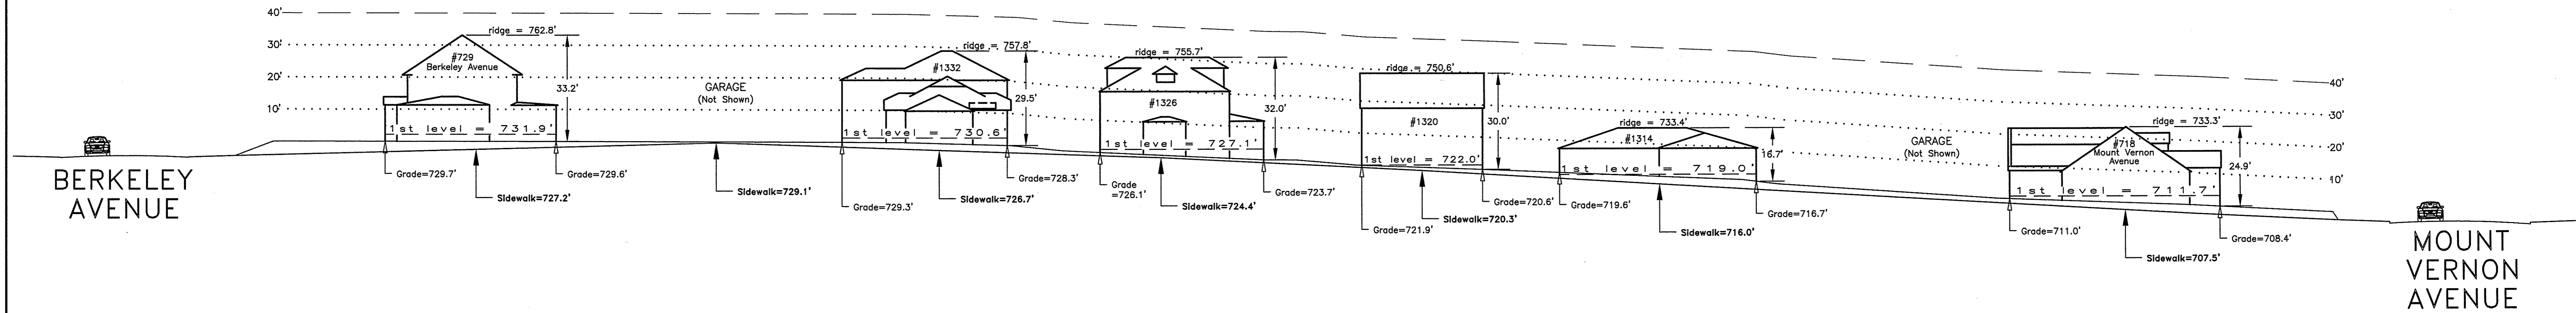 40'
30'
20'
10'
BERKELEY
AVENUE
ridge = 762.8'
#729
Berkeley Avenue
33.2'
1st level = 731.9'
Grade=729.7'
Grade=729.6'
Sidewalk=727.2'
GARAGE
(Not Shown)
Sidewalk=729.1'
ridge = 757.8'
#1332
29.5'
1st level = 730.6'
Grade=729.3'
Grade=728.3'
Sidewalk=726.7'
ridge = 755.7'
#1326
32.0'
1st level = 727.1'
Grade
=726.1'
Grade=723.7'
Sidewalk=724.4'
ridge = 750.6'
#1320
30.0'
1st level = 722.0'
Grade=721.9'
Grade=720.6'
Sidewalk=720.3'
ridge = 733.4'
#1314
16.7'
1st level = 719.0'
Grade=719.6'
Grade=716.7'
Sidewalk=716.0'
GARAGE
(Not Shown)
ridge = 733.3'
#718
Mount Vernon
Avenue
24.9'
1st level = 711.7'
Grade=711.0'
Grade=708.4'
Sidewalk=707.5'
40'
30'
20'
10'
MOUNT
VERNON
AVENUE